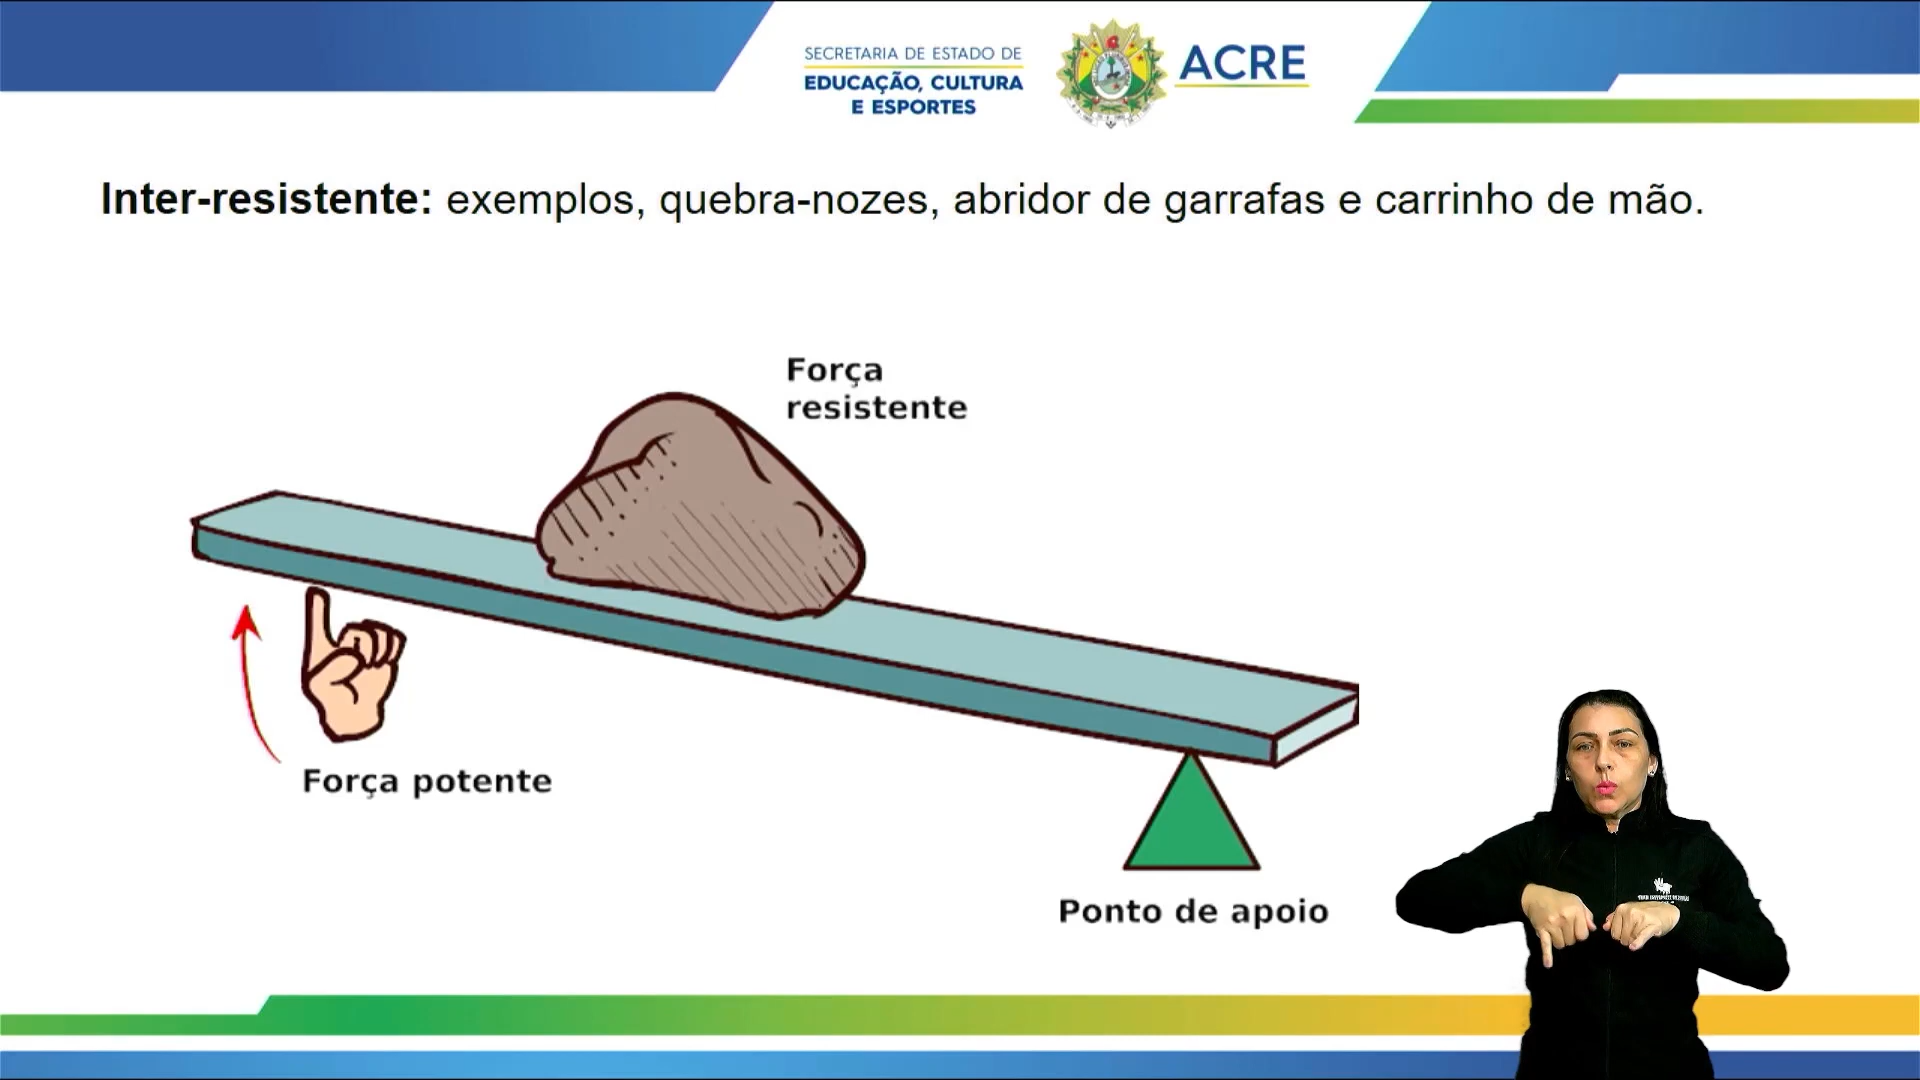 SECRETARIA DE ESTADO DE
EDUCAÇÃO, CULTURA
E ESPORTES
ACRE
Inter-resistente: exemplos, quebra-nozes, abridor de garrafas e carrinho de mão.
Força
resistente
Força potente
Ponto de apoio